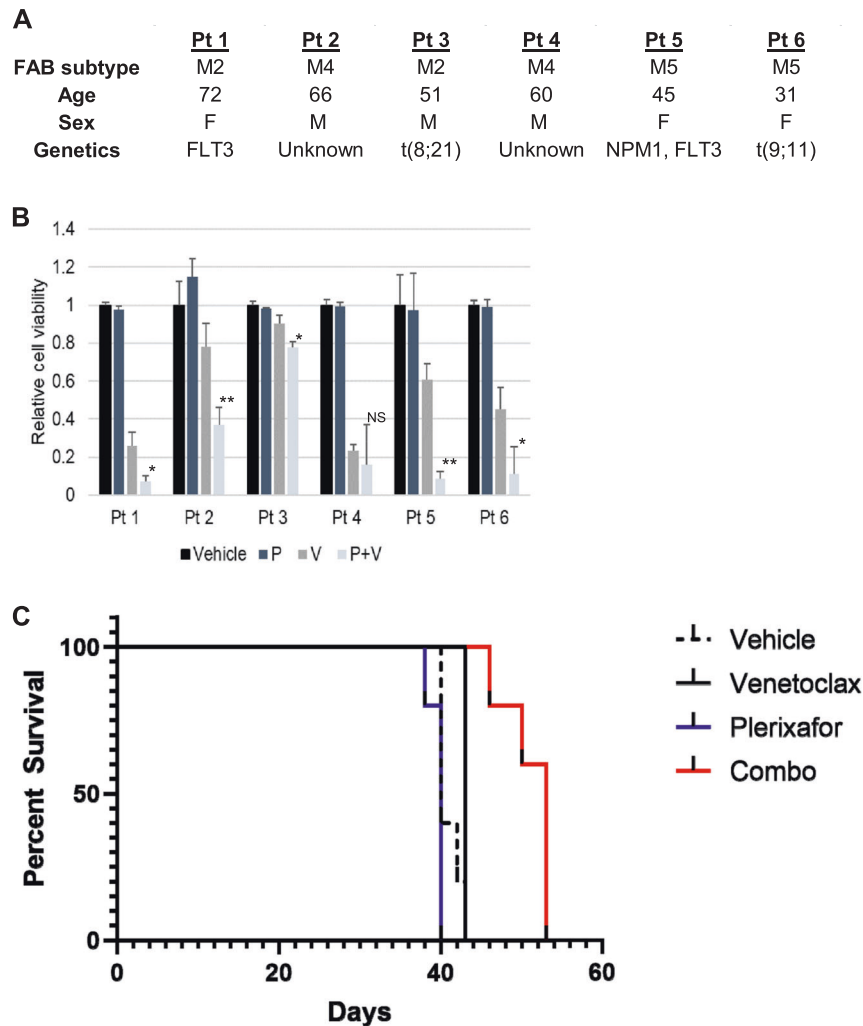 A
Pt 1 Pt 2 Pt 3 Pt 4 Pt 5 Pt 6
FAB subtype M2 M4 M2 M4 M5 M5
Age 72 66 51 60 45 31
Sex F M M M F F
Genetics FLT3 Unknown t(8;21) Unknown NPM1, FLT3 t(9;11)
B
Relative cell viability
1.4
1.2
1
0.8
0.6
0.4
0.2
0
*
**
*
NS
**
*
Pt 1 Pt 2 Pt 3 Pt 4 Pt 5 Pt 6
Vehicle P V P+V
C
Percent Survival
100
50
0
0 20 40 60
Days
Vehicle
Venetoclax
Plerixafor
Combo